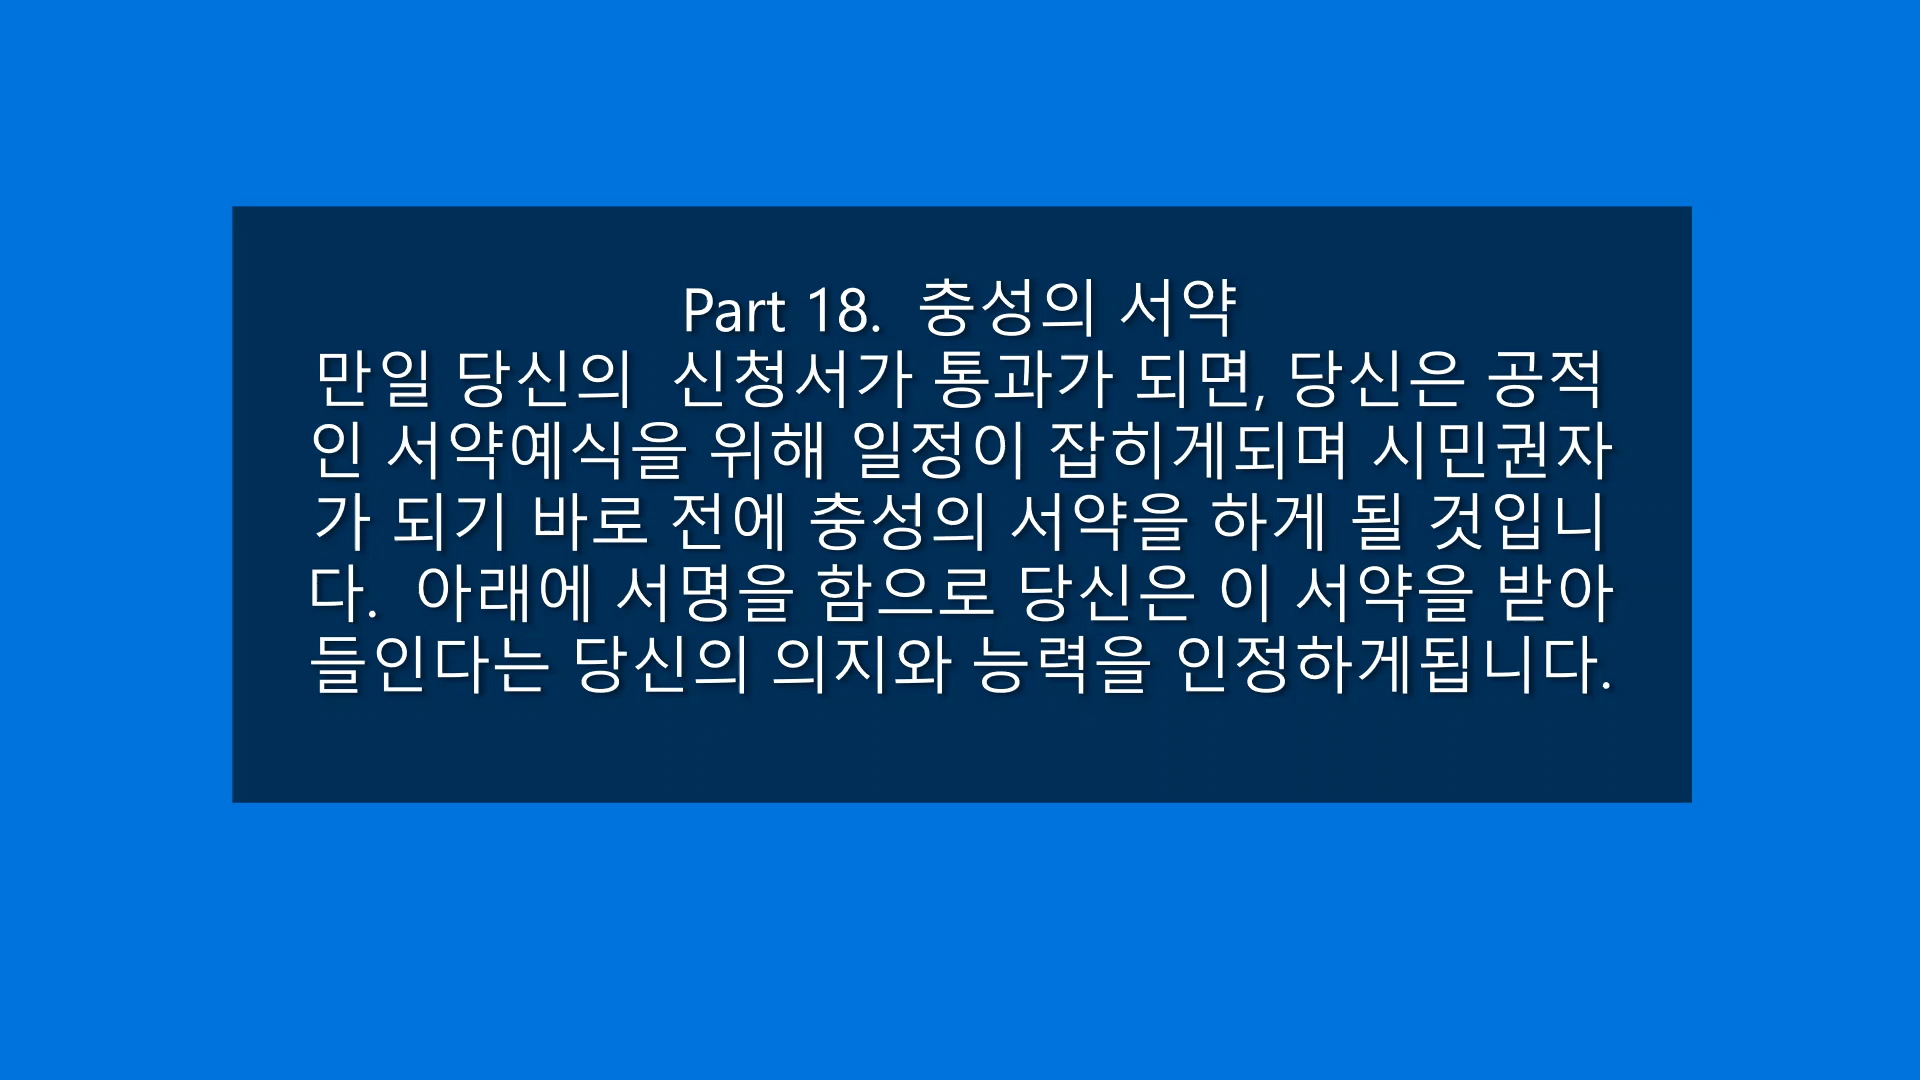 Part 18.  충성의 서약
만일 당신의  신청서가 통과가 되면, 당신은 공적
인 서약예식을 위해 일정이 잡히게되며 시민권자
가 되기 바로 전에 충성의 서약을 하게 될 것입니
다.  아래에 서명을 함으로 당신은 이 서약을 받아
들인다는 당신의 의지와 능력을 인정하게됩니다.